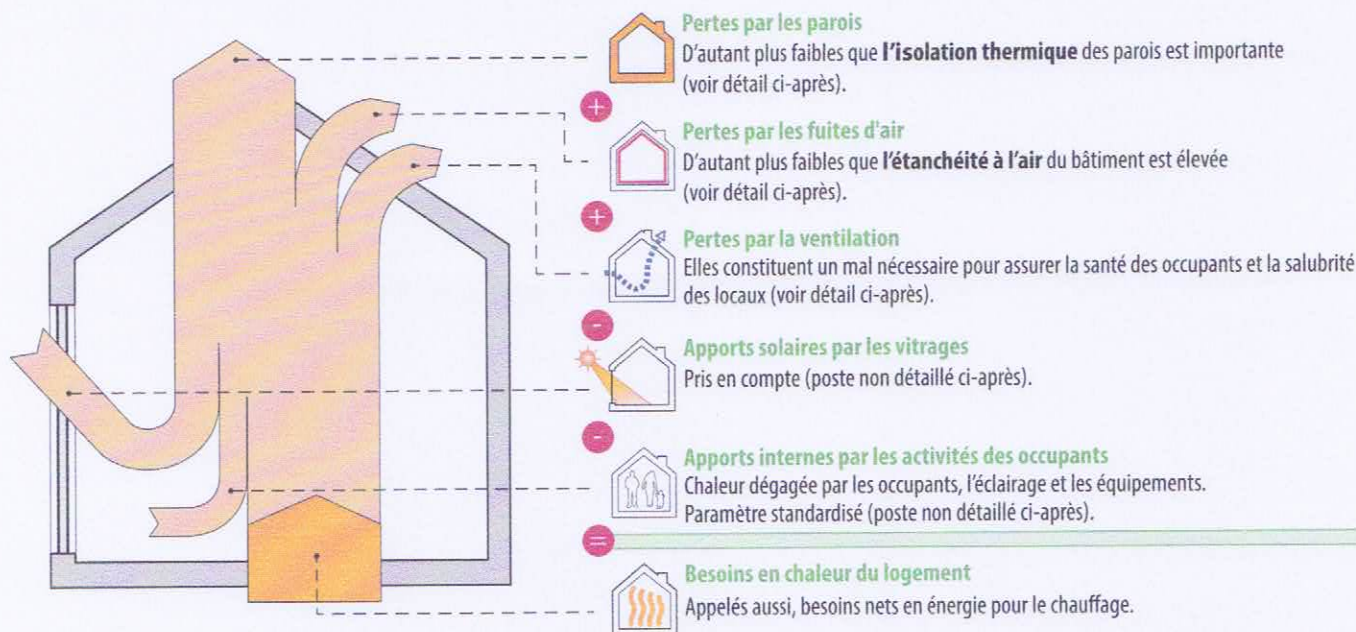 Pertes par les parois
D'autant plus faibles que l'isolation thermique des parois est importante
(voir détail ci-après).
+
Pertes par les fuites d'air
D'autant plus faibles que l'étanchéité à l'air du bâtiment est élevée
(voir détail ci-après).
+
Pertes par la ventilation
Elles constituent un mal nécessaire pour assurer la santé des occupants et la salubrité
des locaux (voir détail ci-après).
-
Apports solaires par les vitrages
Pris en compte (poste non détaillé ci-après).
-
Apports internes par les activités des occupants
Chaleur dégagée par les occupants, l'éclairage et les équipements.
Paramètre standardisé (poste non détaillé ci-après).
=
Besoins en chaleur du logement
Appelés aussi, besoins nets en énergie pour le chauffage.